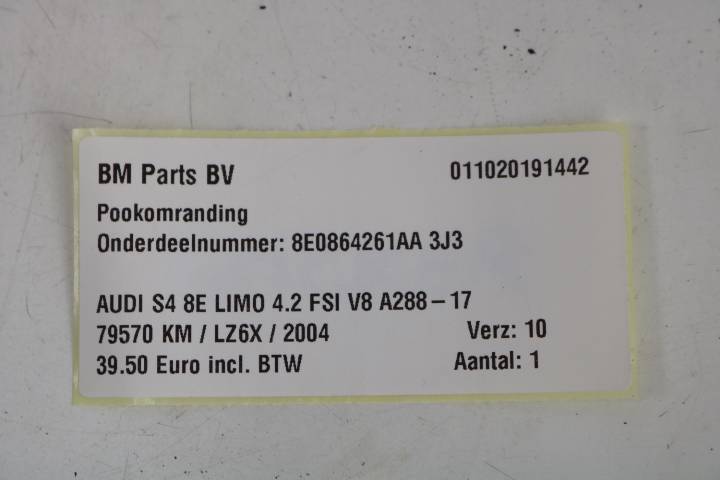 BM Parts BV 011020191442
Pookomranding
Onderdeelnummer: 8E0864261AA 3J3
AUDI S4 8E LIMO 4.2 FSI V8 A288-17
79570 KM / LZ6X / 2004 Verz: 10
39.50 Euro incl. BTW Aantal: 1